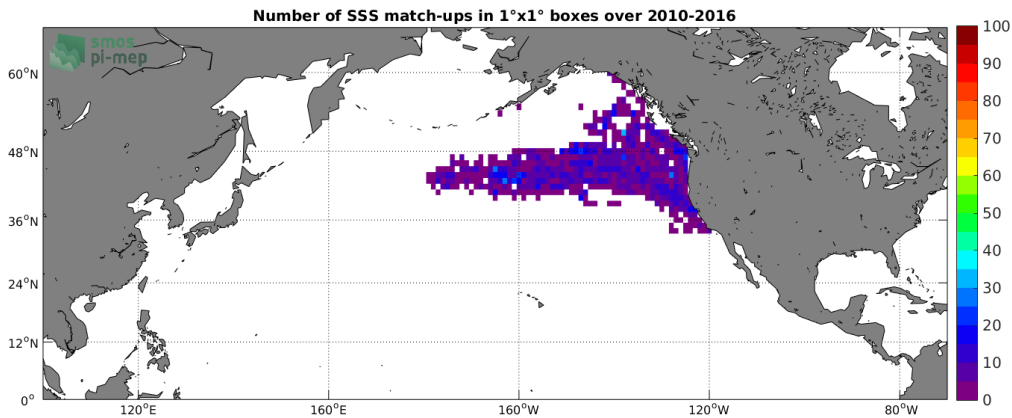 Number of SSS match-ups in 1°x1° boxes over 2010-2016
smos
pi-mep
60°N
48°N
36°N
24°N
12°N
0°
120°E
160°E
160°W
120°W
80°W
100
90
80
70
60
50
40
30
20
10
0